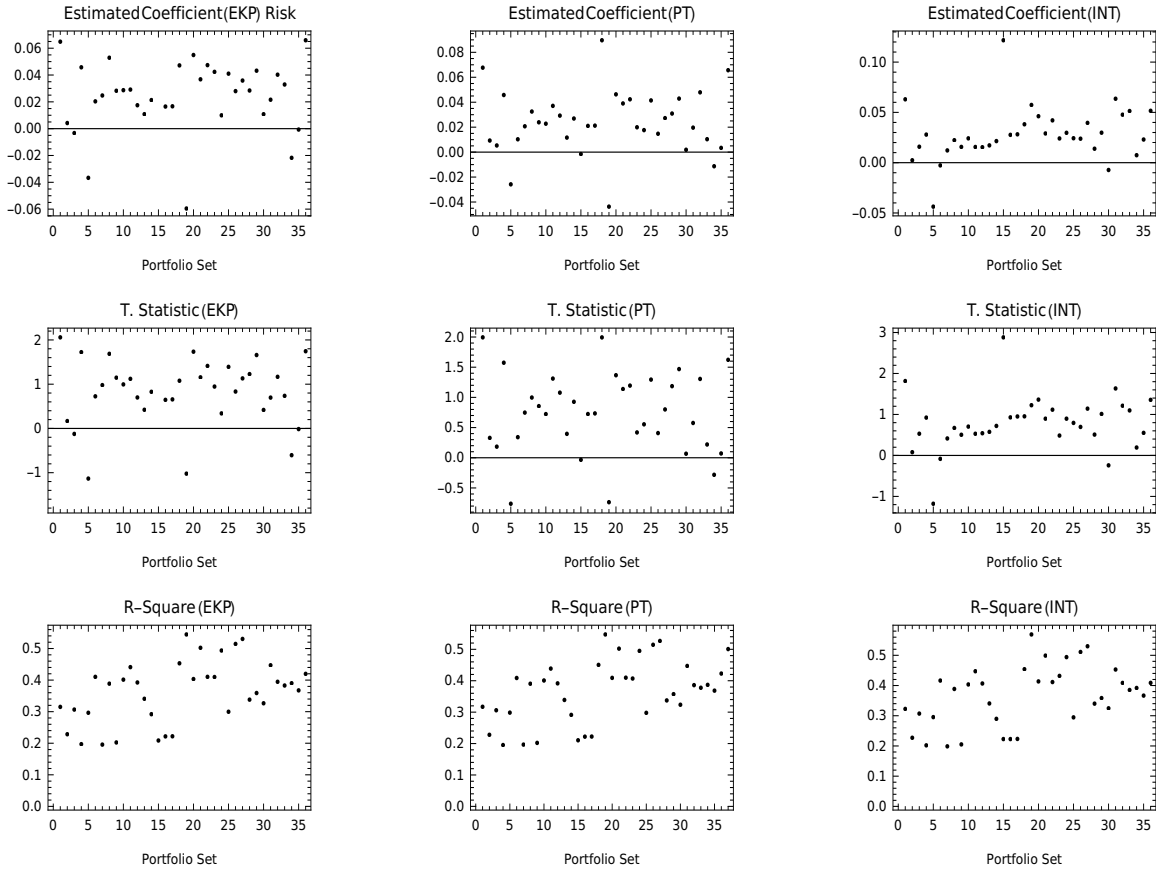 Estimated Coefficient (EKP) Risk
0.06
0.04
0.02
0.00
−0.02
−0.04
−0.06
0 5 10 15 20 25 30 35
Portfolio Set
Estimated Coefficient (PT)
0.08
0.06
0.04
0.02
0.00
−0.02
−0.04
0 5 10 15 20 25 30 35
Portfolio Set
Estimated Coefficient (INT)
0.10
0.05
0.00
−0.05
0 5 10 15 20 25 30 35
Portfolio Set
T. Statistic (EKP)
2
1
0
−1
0 5 10 15 20 25 30 35
Portfolio Set
T. Statistic (PT)
2.0
1.5
1.0
0.5
0.0
−0.5
0 5 10 15 20 25 30 35
Portfolio Set
T. Statistic (INT)
3
2
1
0
−1
0 5 10 15 20 25 30 35
Portfolio Set
R−Square (EKP)
0.5
0.4
0.3
0.2
0.1
0.0
0 5 10 15 20 25 30 35
Portfolio Set
R−Square (PT)
0.5
0.4
0.3
0.2
0.1
0.0
0 5 10 15 20 25 30 35
Portfolio Set
R−Square (INT)
0.5
0.4
0.3
0.2
0.1
0.0
0 5 10 15 20 25 30 35
Portfolio Set